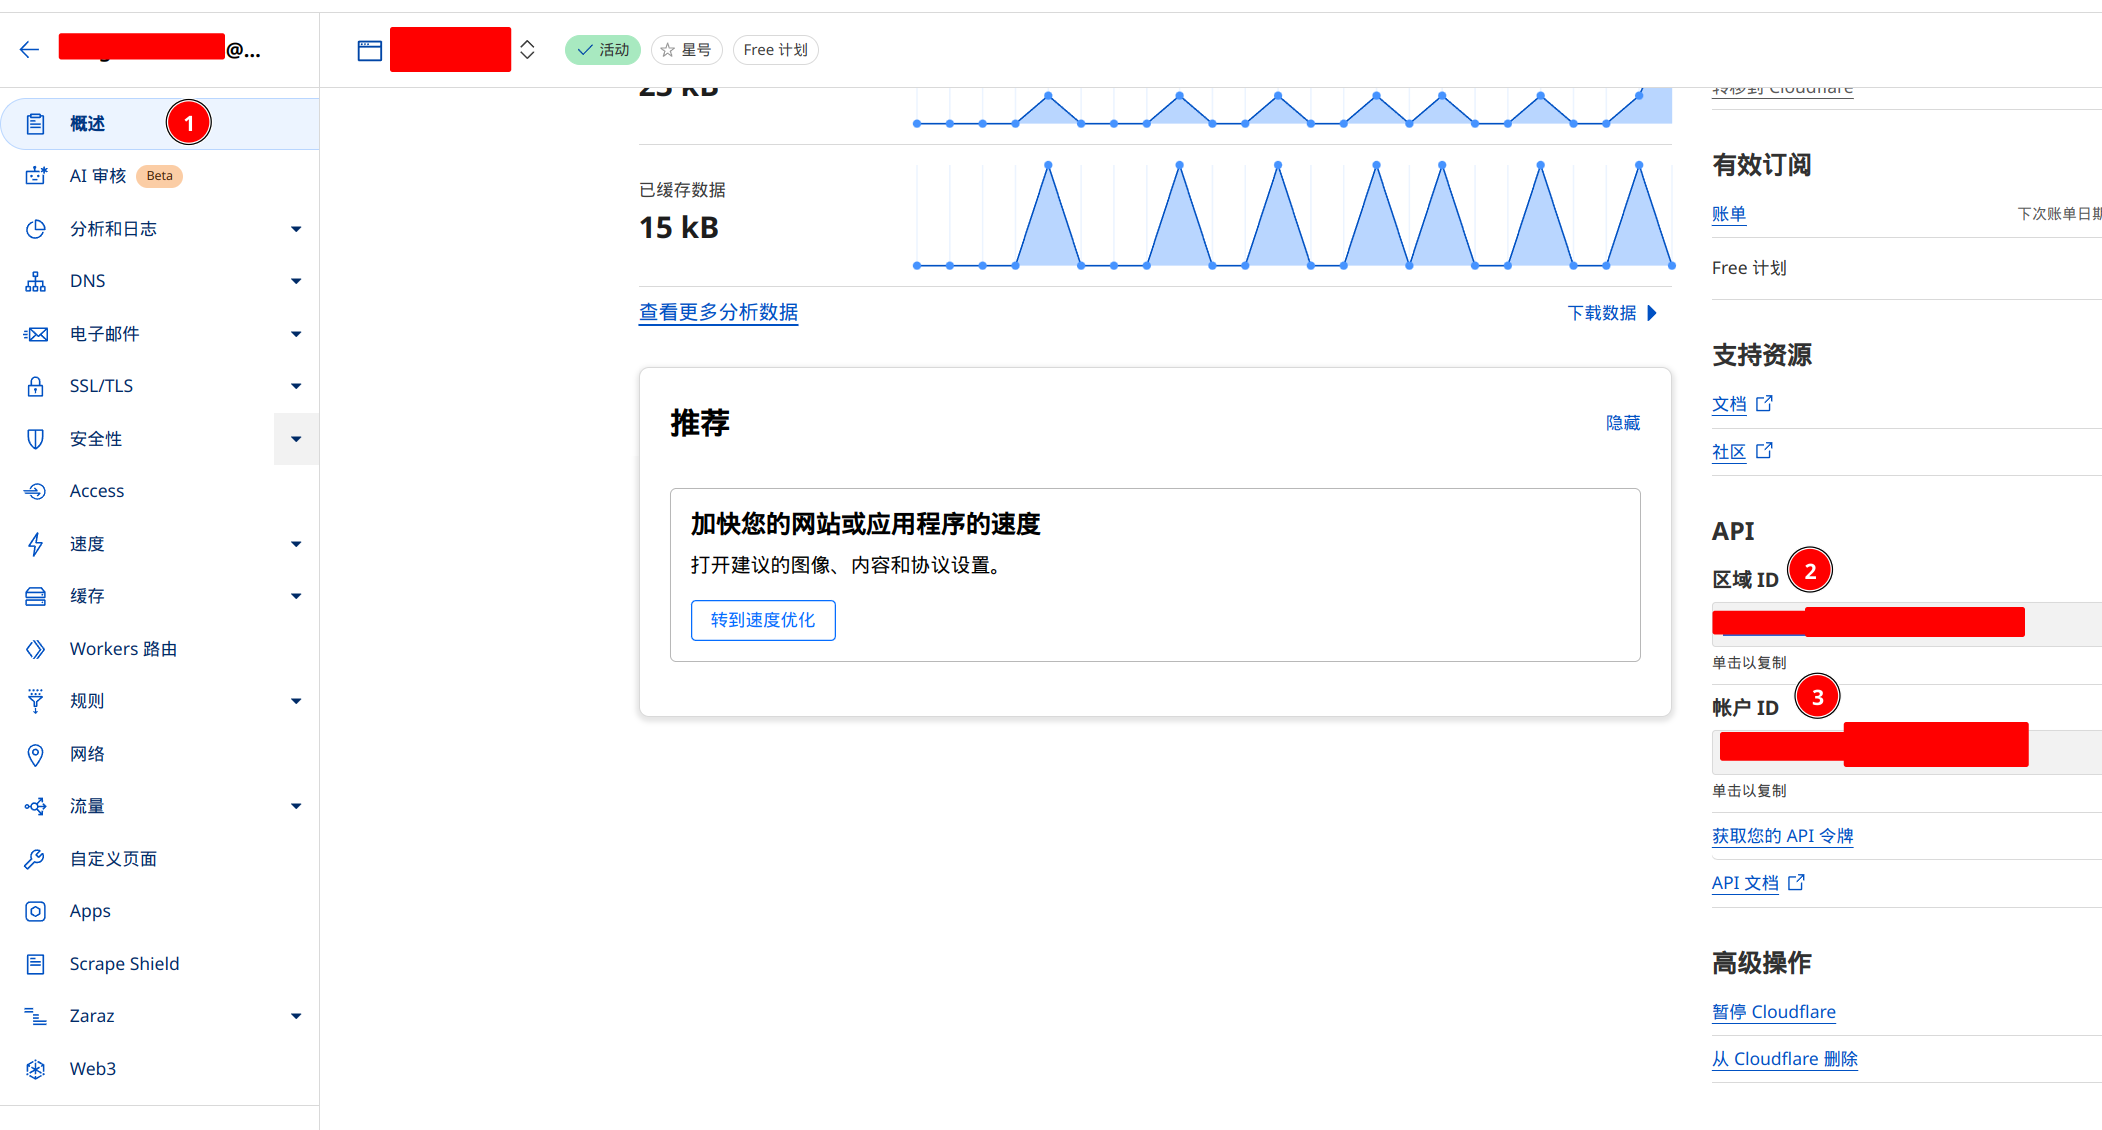 @...
活动
星号
Free 计划
概述
1
AI 审核
Beta
分析和日志
DNS
电子邮件
SSL/TLS
安全性
Access
速度
缓存
Workers 路由
规则
网络
流量
自定义页面
Apps
Scrape Shield
Zaraz
Web3
已缓存数据
15 kB
查看更多分析数据
下载数据
推荐
隐藏
加快您的网站或应用程序的速度
打开建议的图像、内容和协议设置。
转到速度优化
转移到 Cloudflare
有效订阅
账单
下次账单日期
Free 计划
支持资源
文档
社区
API
区域 ID
2
单击以复制
帐户 ID
3
单击以复制
获取您的 API 令牌
API 文档
高级操作
暂停 Cloudflare
从 Cloudflare 删除